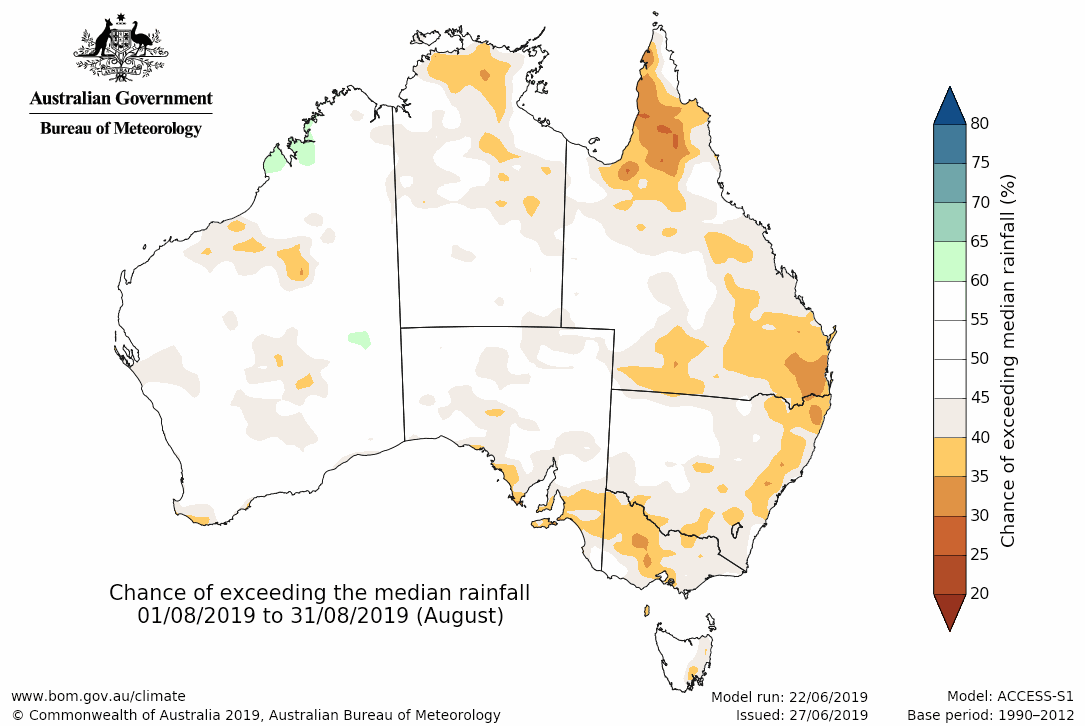 Australian Government
Bureau of Meteorology
80
75
70
65
60
55
50
45
40
35
30
25
20
Chance of exceeding median rainfall (%)
Chance of exceeding the median rainfall
01/08/2019 to 31/08/2019 (August)
www.bom.gov.au/climate
© Commonwealth of Australia 2019, Australian Bureau of Meteorology
Model run: 22/06/2019
Issued: 27/06/2019
Model: ACCESS-S1
Base period: 1990–2012